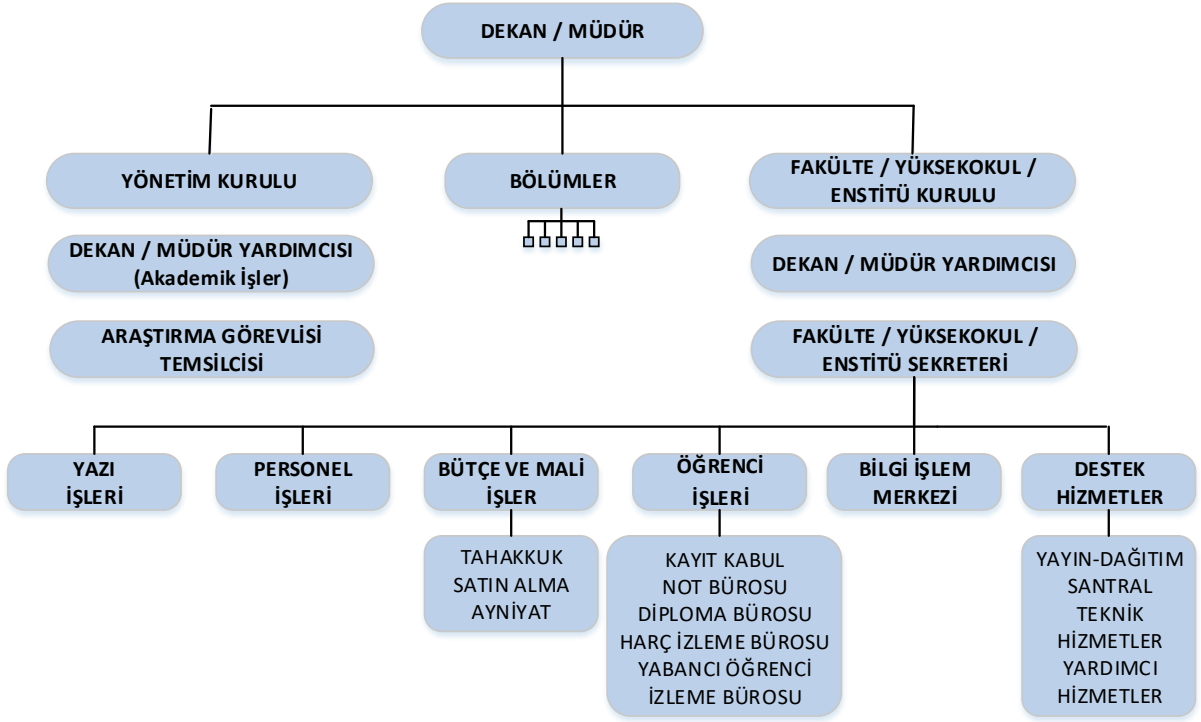 DEKAN / MÜDÜR
YÖNETİM KURULU
BÖLÜMLER
FAKÜLTE / YÜKSEKOKUL /
ENSTİTÜ KURULU
DEKAN / MÜDÜR YARDIMCISI
(Akademik İşler)
DEKAN / MÜDÜR YARDIMCISI
ARAŞTIRMA GÖREVLİSİ
TEMSİLCİSİ
FAKÜLTE / YÜKSEKOKUL /
ENSTİTÜ SEKRETERİ
YAZI
İŞLERİ
PERSONEL
İŞLERİ
BÜTÇE VE MALİ
İŞLER
ÖĞRENCİ
İŞLERİ
BİLGİ İŞLEM
MERKEZİ
DESTEK
HİZMETLER
TAHAKKUK
SATIN ALMA
AYNİYAT
KAYIT KABUL
NOT BÜROSU
DİPLOMA BÜROSU
HARÇ İZLEME BÜROSU
YABANCI ÖĞRENCİ
İZLEME BÜROSU
YAYIN-DAĞITIM
SANTRAL
TEKNİK
HİZMETLER
YARDIMCI
HİZMETLER